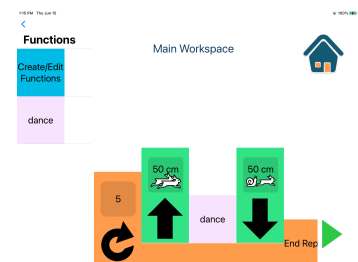 1:15 PM Thu Jun 15
100%
Functions
Main Workspace
Create/Edit
Functions
dance
50 cm
50 cm
5
dance
End Rep